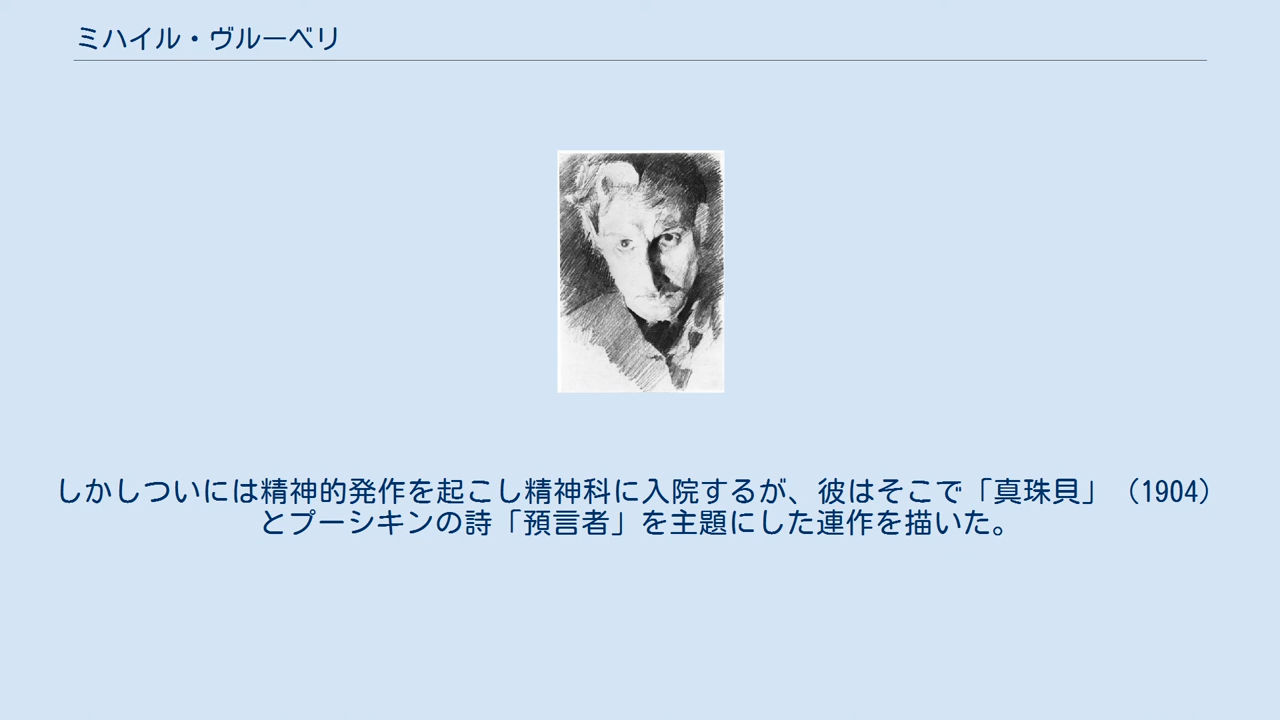 ミハイル・ヴルーベリ
しかしついには精神的発作を起こし精神科に入院するが、彼はそこで「真珠貝」（1904）
とプーシキンの詩「預言者」を主題にした連作を描いた。